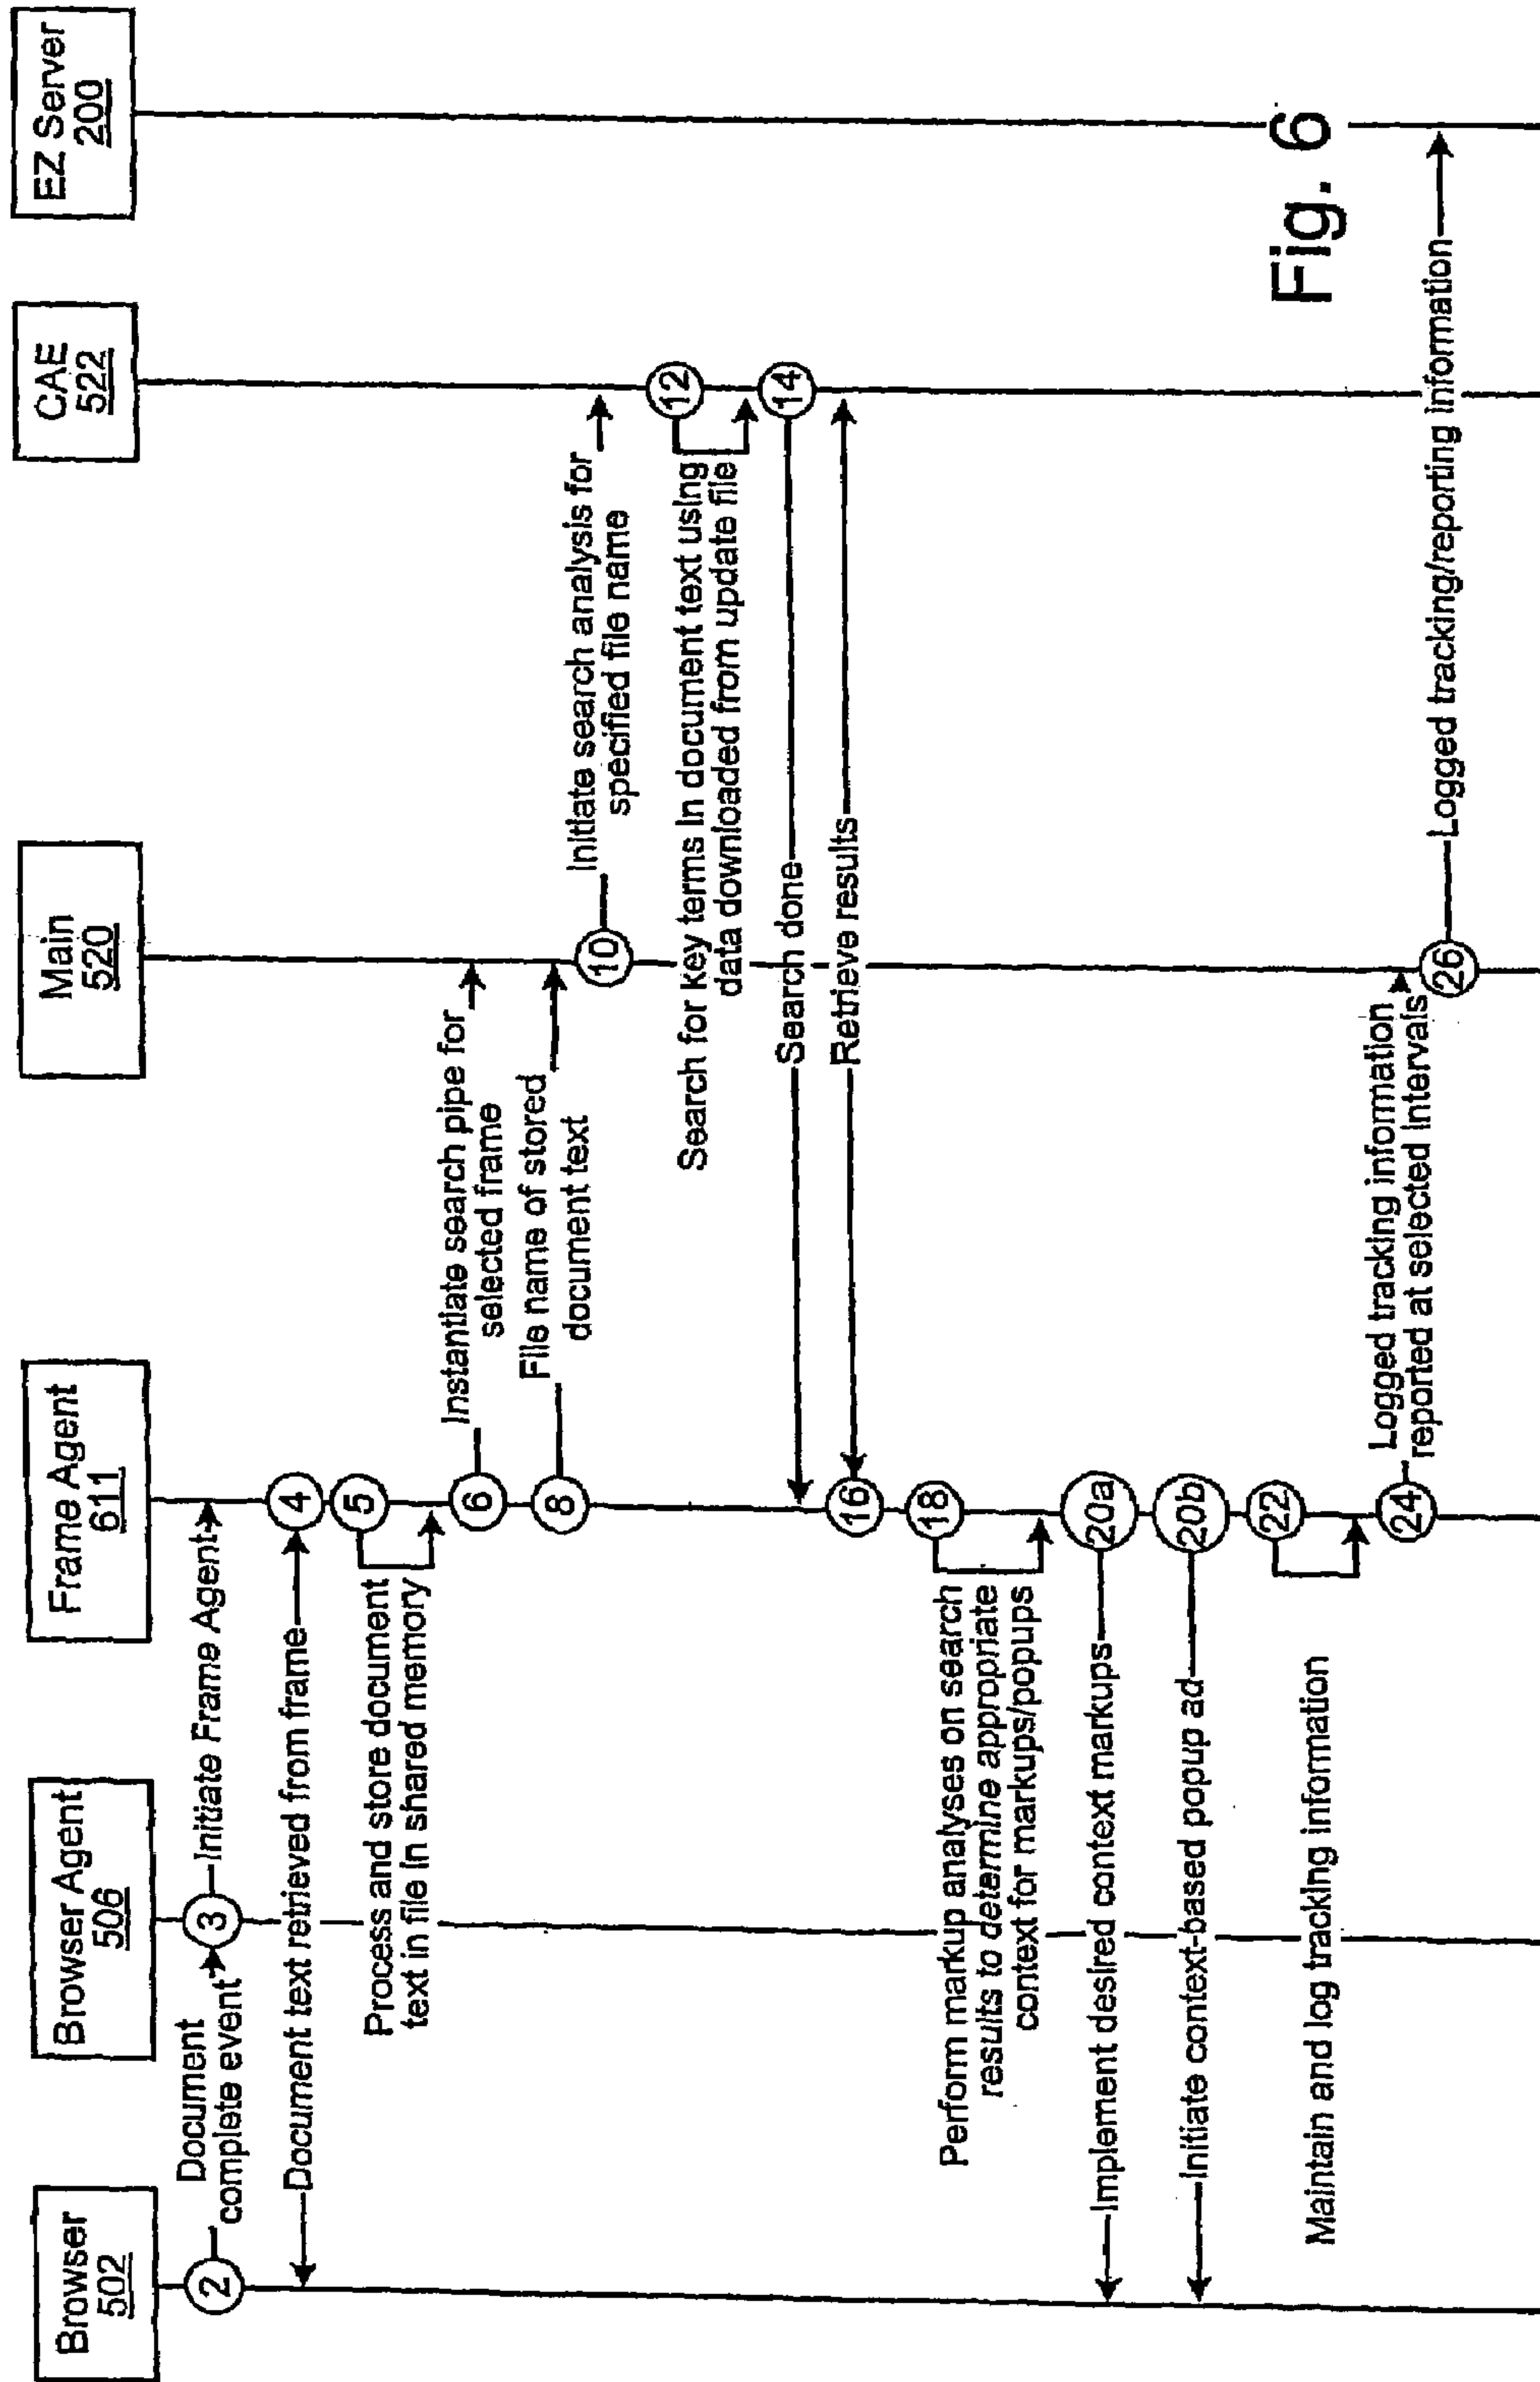 Browser
502
Browser Agent
506
Frame Agent
611
Main
520
CAE
522
EZ Server
200
2
Document
complete event
3
Initiate Frame Agent
4
Document text retrieved from frame
5
Process and store document
text in file in shared memory
6
Instantiate search pipe for
selected frame
8
File name of stored
document text
10
Initiate search analysis for
specified file name
12
Search for key terms in document text using
data downloaded from update file
14
Search done
16
Retrieve results
18
Perform markup analyses on search
results to determine appropriate
context for markups/popups
20a
Implement desired context markups
20b
Initiate context-based popup ad
22
Maintain and log tracking information
24
Logged tracking information
reported at selected intervals
26
Logged tracking/reporting information
Fig. 6